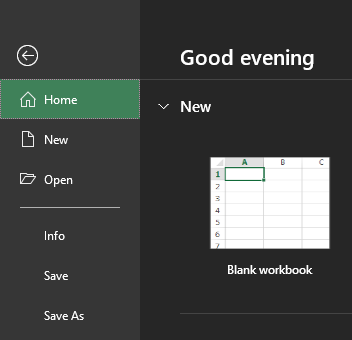 Good evening
Home
New
New
Open
A B C
1
2
3
4
5
6
7
Blank workbook
Info
Save
Save As